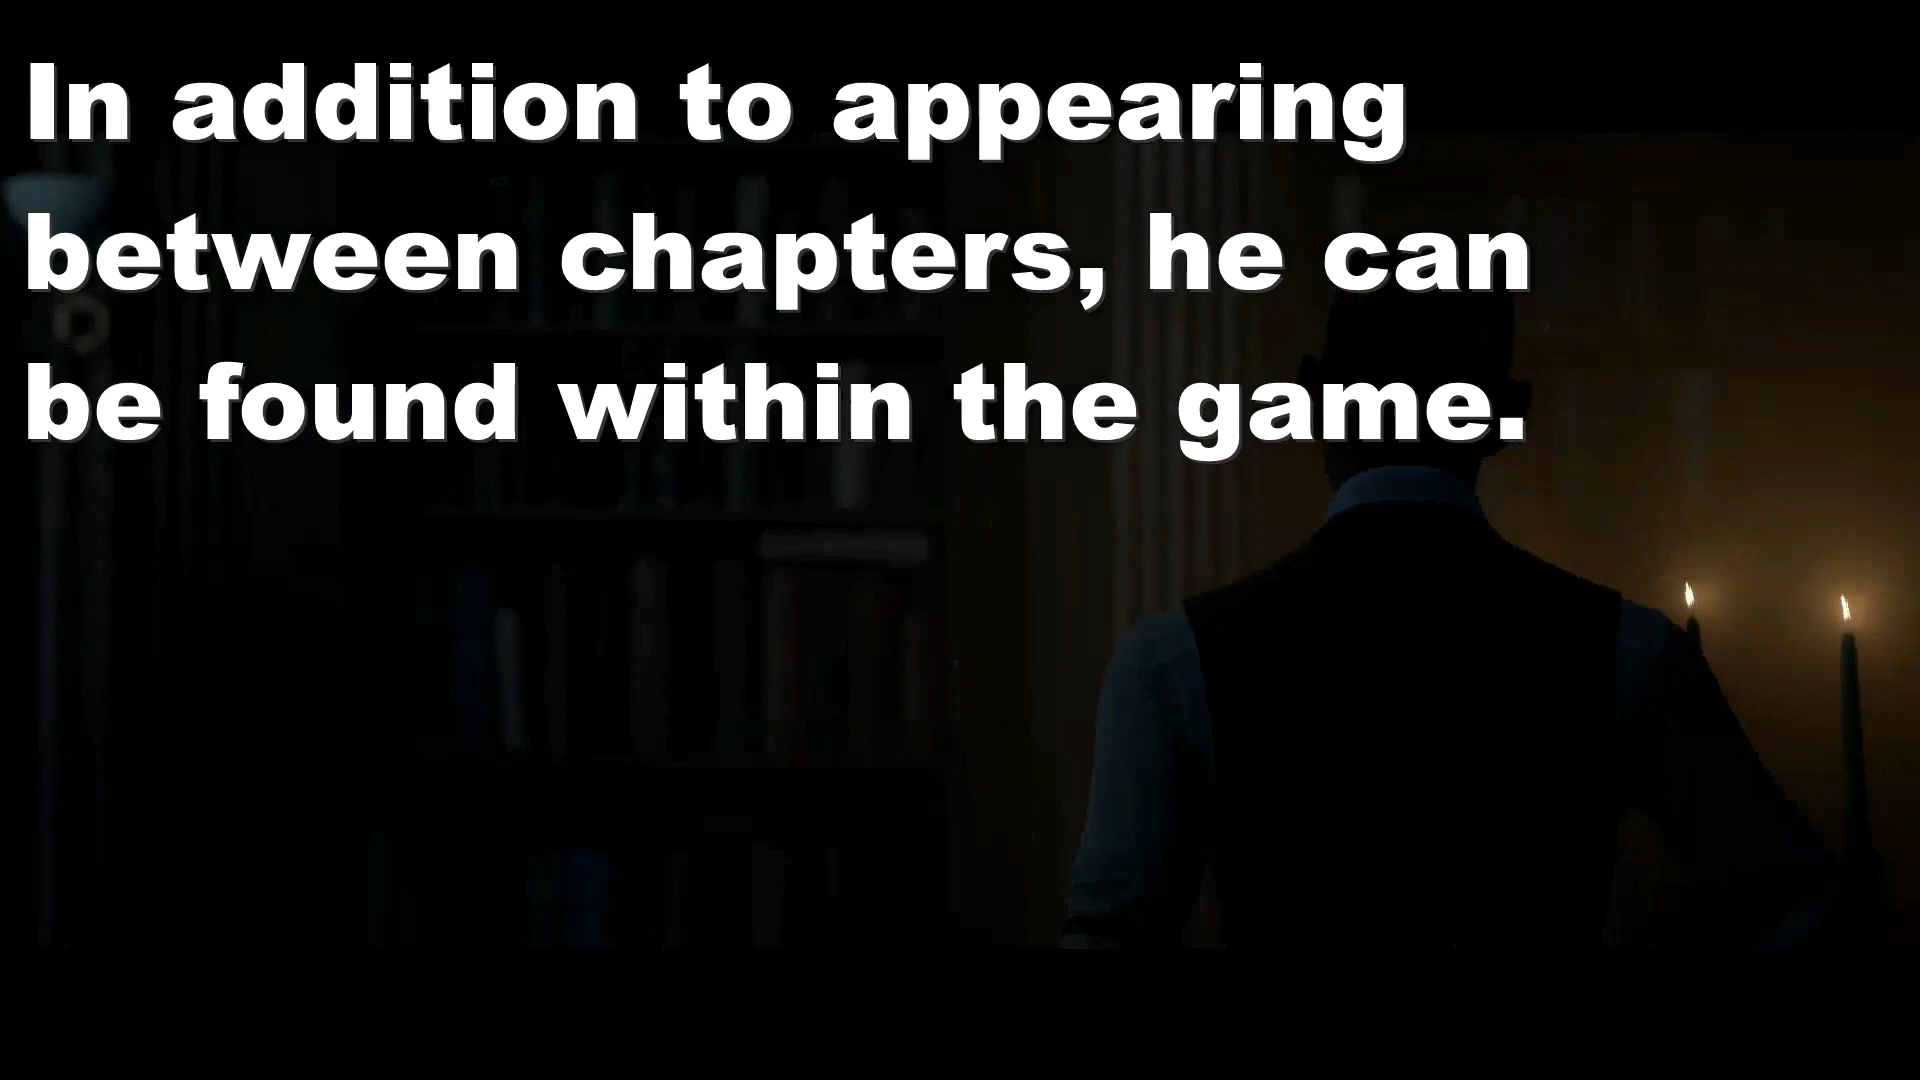 In addition to appearing
between chapters, he can
be found within the game.